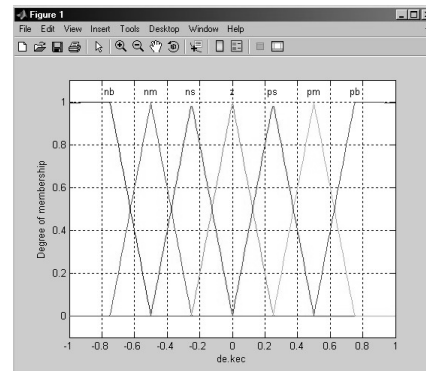 Figure 1
File Edit View Insert Tools Desktop Window Help
nb nm ns z ps pm pb
1
0.8
0.6
0.4
0.2
0
Degree of membership
-1 -0.8 -0.6 -0.4 -0.2 0 0.2 0.4 0.6 0.8 1
de.kec